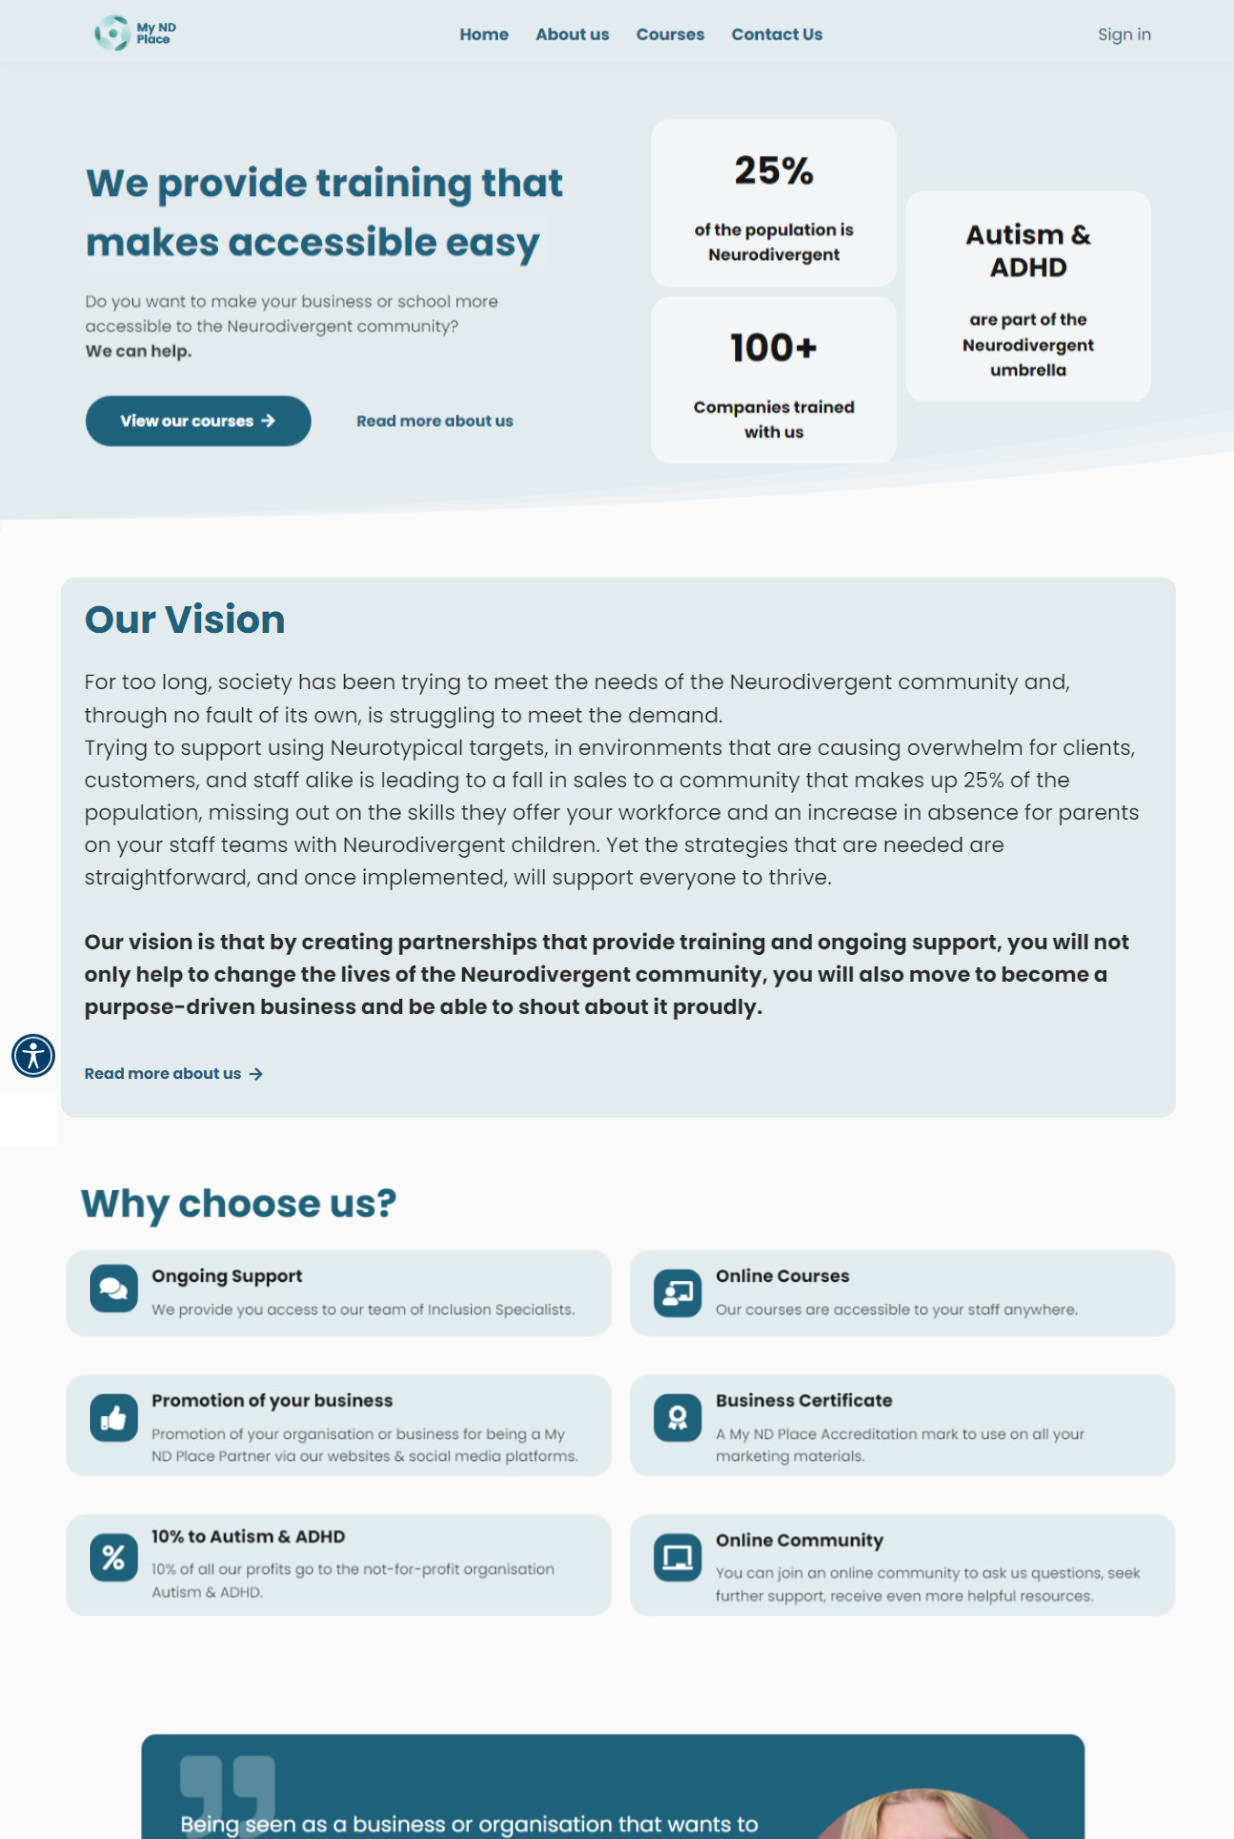 My ND
Place
Home
About us
Courses
Contact Us
Sign in
We provide training that
makes accessible easy
Do you want to make your business or school more
accessible to the Neurodivergent community?
We can help.
View our courses →
Read more about us
25%
of the population is
Neurodivergent
100+
Companies trained
with us
Autism &
ADHD
are part of the
Neurodivergent
umbrella
Our Vision
For too long, society has been trying to meet the needs of the Neurodivergent community and,
through no fault of its own, is struggling to meet the demand.
Trying to support using Neurotypical targets, in environments that are causing overwhelm for clients,
customers, and staff alike is leading to a fall in sales to a community that makes up 25% of the
population, missing out on the skills they offer your workforce and an increase in absence for parents
on your staff teams with Neurodivergent children. Yet the strategies that are needed are
straightforward, and once implemented, will support everyone to thrive.
Our vision is that by creating partnerships that provide training and ongoing support, you will not
only help to change the lives of the Neurodivergent community, you will also move to become a
purpose-driven business and be able to shout about it proudly.
Read more about us →
Why choose us?
Ongoing Support
We provide you access to our team of Inclusion Specialists.
Online Courses
Our courses are accessible to your staff anywhere.
Promotion of your business
Promotion of your organisation or business for being a My
ND Place Partner via our websites & social media platforms.
Business Certificate
A My ND Place Accreditation mark to use on all your
marketing materials.
10% to Autism & ADHD
10% of all our profits go to the not-for-profit organisation
Autism & ADHD.
Online Community
You can join an online community to ask us questions, seek
further support, receive even more helpful resources.
Being seen as a business or organisation that wants to